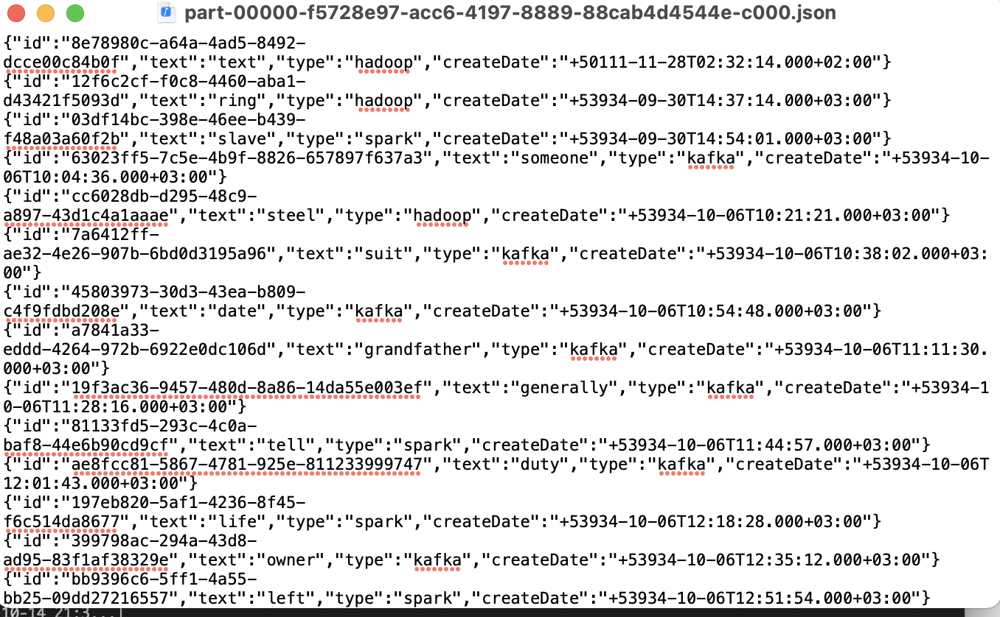 part-00000-f5728e97-acc6-4197-8889-88cab4d4544e-c000.json
{"id":"8e78980c-a64a-4ad5-8492-
dcce00c84b0f","text":"text","type":"hadoop","createDate":"+50111-11-28T02:32:14.000+02:00"}
{"id":"12f6c2cf-f0c8-4460-aba1-
d43421f5093d","text":"ring","type":"hadoop","createDate":"+53934-09-30T14:37:14.000+03:00"}
{"id":"03df14bc-398e-46ee-b439-
f48a03a60f2b","text":"slave","type":"spark","createDate":"+53934-09-30T14:54:01.000+03:00"}
{"id":"63023ff5-7c5e-4b9f-8826-657897f637a3","text":"someone","type":"kafka","createDate":"+53934-10-
06T10:04:36.000+03:00"}
{"id":"cc6028db-d295-48c9-
a897-43d1c4a1aaae","text":"steel","type":"hadoop","createDate":"+53934-10-06T10:21:21.000+03:00"}
{"id":"7a6412ff-
ae32-4e26-907b-6bd0d3195a96","text":"suit","type":"kafka","createDate":"+53934-10-06T10:38:02.000+03:
00"}
{"id":"45803973-30d3-43ea-b809-
c4f9fdbd208e","text":"date","type":"kafka","createDate":"+53934-10-06T10:54:48.000+03:00"}
{"id":"a7841a33-
eddd-4264-972b-6922e0dc106d","text":"grandfather","type":"kafka","createDate":"+53934-10-06T11:11:30.
000+03:00"}
{"id":"19f3ac36-9457-480d-8a86-14da55e003ef","text":"generally","type":"kafka","createDate":"+53934-1
0-06T11:28:16.000+03:00"}
{"id":"81133fd5-293c-4c0a-
baf8-44e6b90cd9cf","text":"tell","type":"spark","createDate":"+53934-10-06T11:44:57.000+03:00"}
{"id":"ae8fcc81-5867-4781-925e-811233999747","text":"duty","type":"kafka","createDate":"+53934-10-06T
12:01:43.000+03:00"}
{"id":"197eb820-5af1-4236-8f45-
f6c514da8677","text":"life","type":"spark","createDate":"+53934-10-06T12:18:28.000+03:00"}
{"id":"399798ac-294a-43d8-
ad95-83f1af38329e","text":"owner","type":"kafka","createDate":"+53934-10-06T12:35:12.000+03:00"}
{"id":"bb9396c6-5ff1-4a55-
bb25-09dd27216557","text":"left","type":"spark","createDate":"+53934-10-06T12:51:54.000+03:00"}